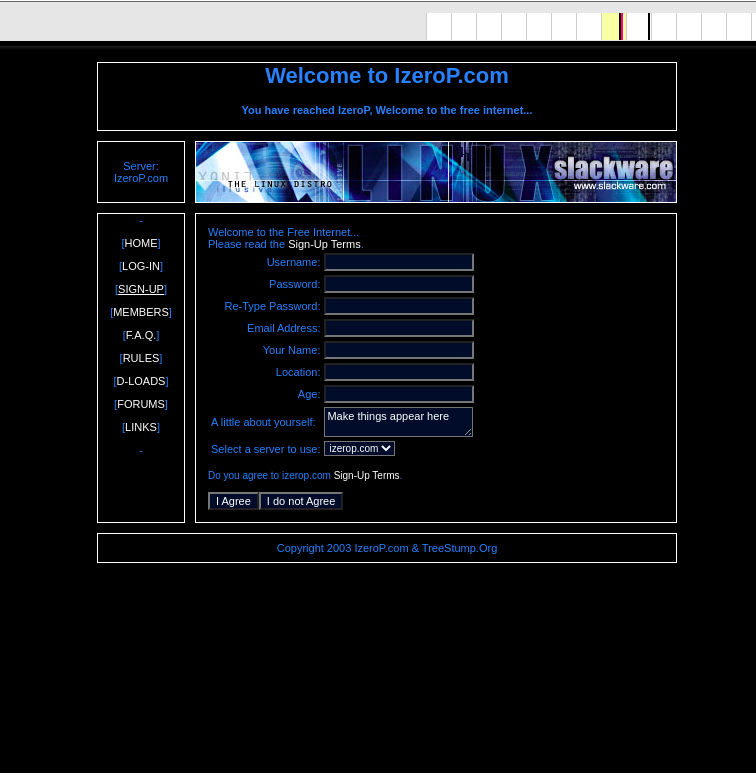 Welcome to IzeroP.com
You have reached IzeroP, Welcome to the free internet...
Server:
IzeroP.com
THE LINUX DISTRO
LINUX
slackware
www.slackware.com
-
[HOME]
[LOG-IN]
[SIGN-UP]
[MEMBERS]
[F.A.Q.]
[RULES]
[D-LOADS]
[FORUMS]
[LINKS]
-
Welcome to the Free Internet...
Please read the Sign-Up Terms.
Username:
Password:
Re-Type Password:
Email Address:
Your Name:
Location:
Age:
A little about yourself: Make things appear here
Select a server to use: izerop.com
Do you agree to izerop.com Sign-Up Terms.
I Agree I do not Agree
Copyright 2003 IzeroP.com & TreeStump.Org